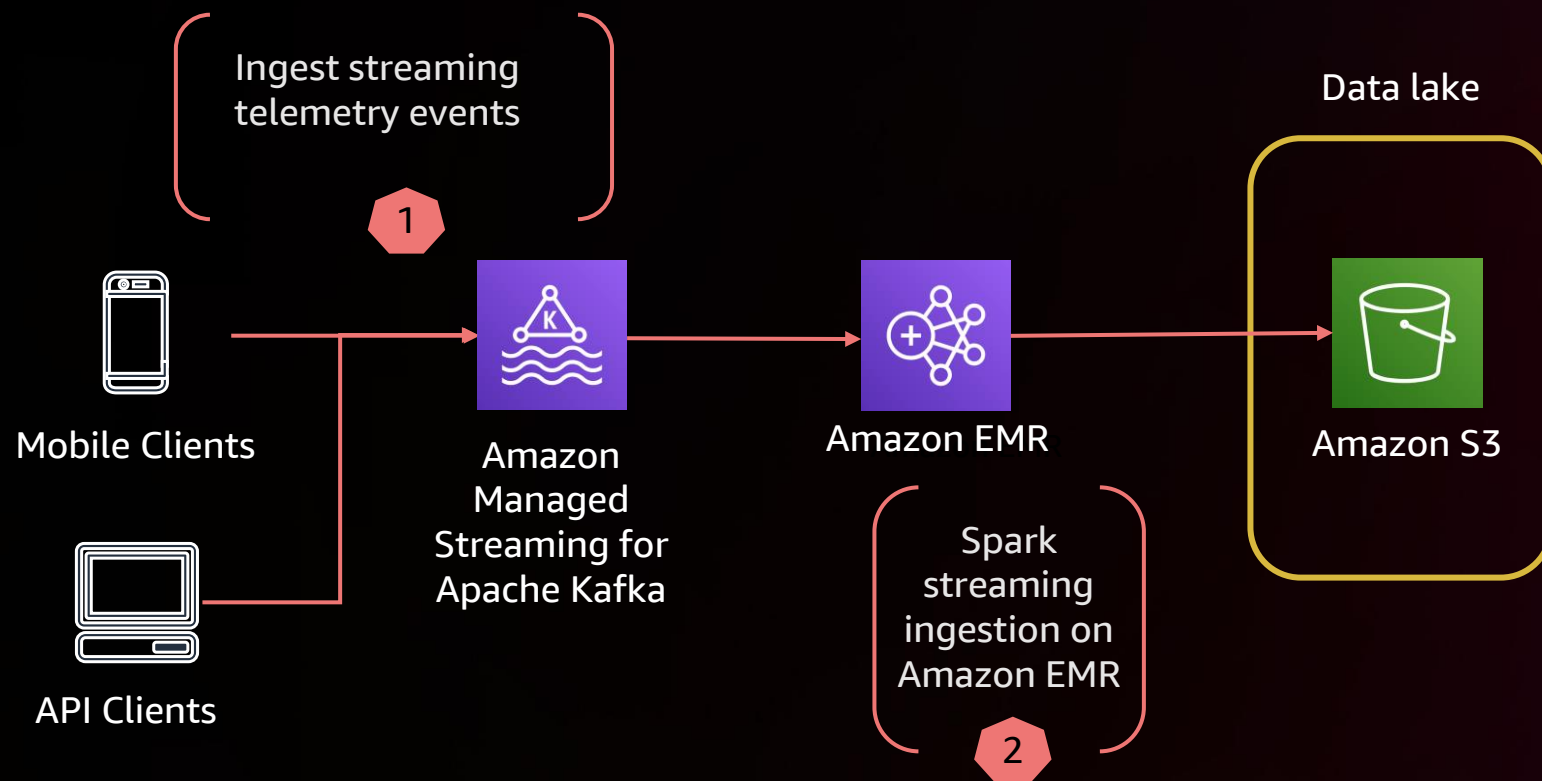 Ingest streaming
telemetry events
Data lake
1
K
Mobile Clients
Amazon
Managed
Streaming for
Apache Kafka
Amazon EMR
Amazon S3
API Clients
Spark
streaming
ingestion on
Amazon EMR
2